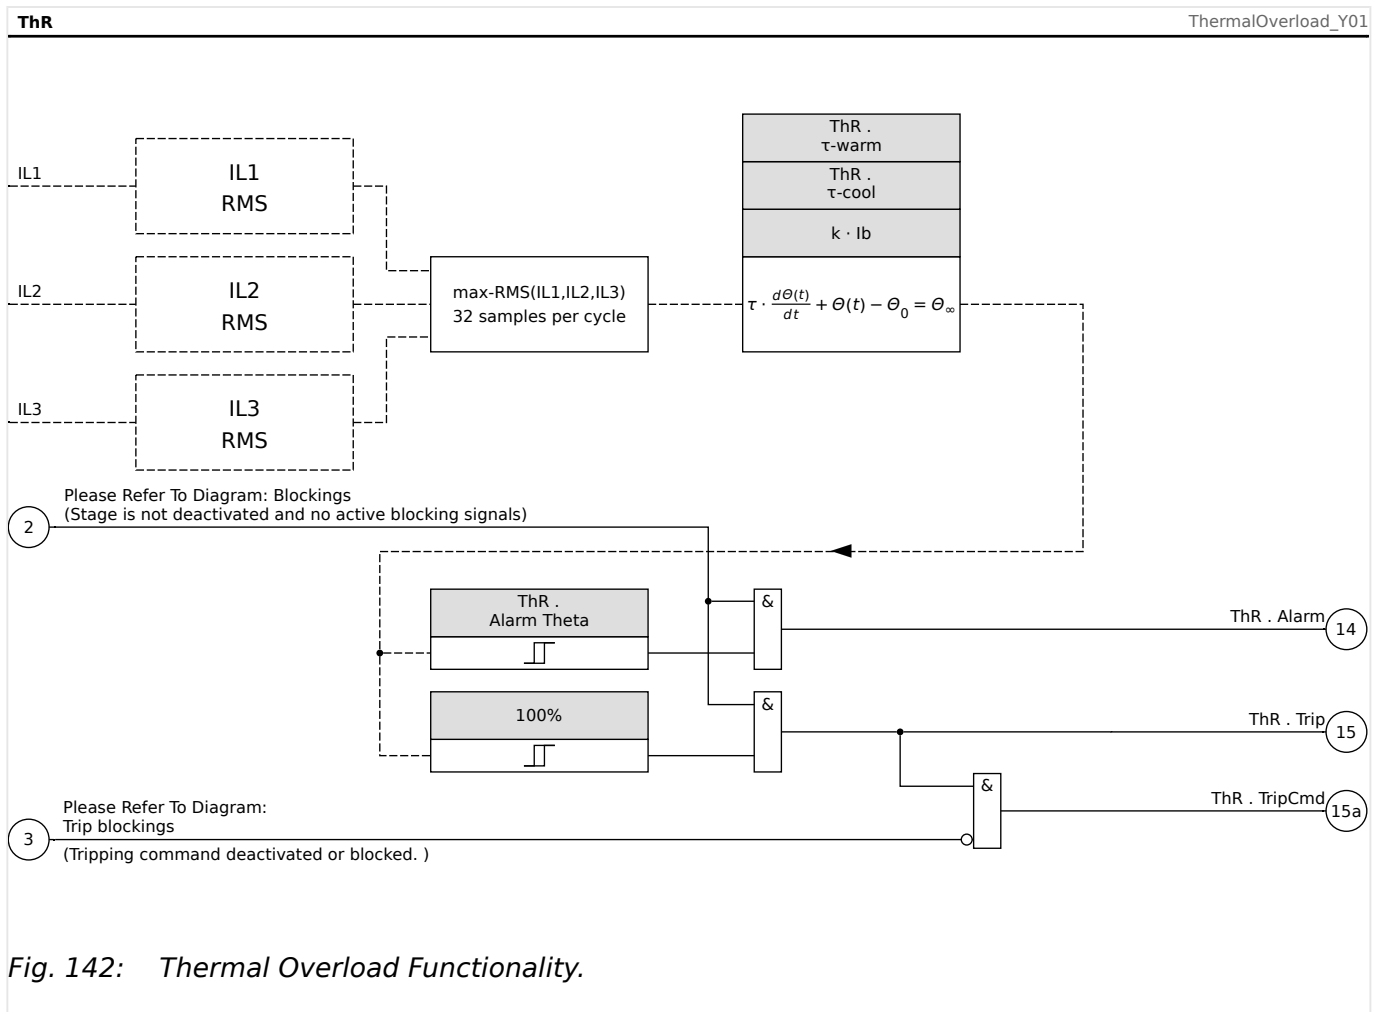 ThR
ThermalOverload_Y01
ThR .
τ-warm
ThR .
τ-cool
k · Ib
τ · dΘ(t)/dt + Θ(t) − Θ₀ = Θ∞
IL1
IL1
RMS
IL2
IL2
RMS
max-RMS(IL1,IL2,IL3)
32 samples per cycle
IL3
IL3
RMS
Please Refer To Diagram: Blockings
(Stage is not deactivated and no active blocking signals)
2
ThR .
Alarm Theta
&
ThR . Alarm
14
100%
&
ThR . Trip
15
&
ThR . TripCmd
15a
Please Refer To Diagram:
Trip blockings
3
(Tripping command deactivated or blocked. )
Fig. 142: Thermal Overload Functionality.